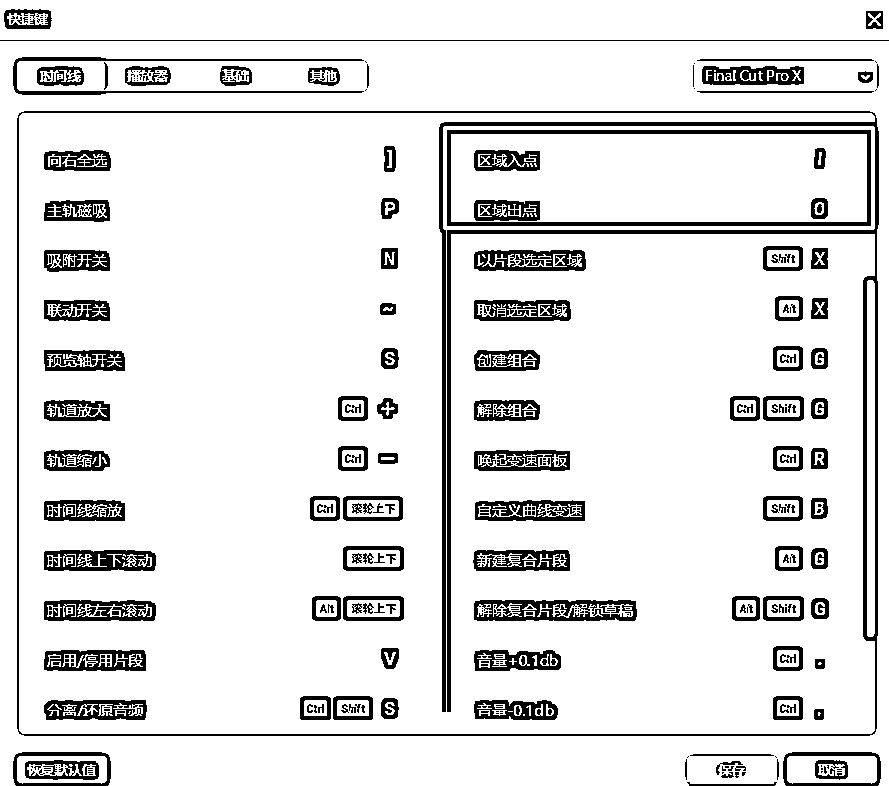 快捷键
时间线 播放器 基础 其他 Final Cut Pro X
向右全选 ]
主轨磁吸 P
吸附开关 N
联动开关 ~
预览轴开关 S
轨道放大 Ctrl +
轨道缩小 Ctrl -
时间线缩放 Ctrl 滚轮上下
时间线上下滚动 滚轮上下
时间线左右滚动 Alt 滚轮上下
启用/停用片段 V
分离/还原音频 Ctrl Shift S
区域入点 I
区域出点 O
以片段选定区域 Shift X
取消选定区域 Alt X
创建组合 Ctrl G
解除组合 Ctrl Shift G
唤起变速面板 Ctrl R
自定义曲线变速 Shift B
新建复合片段 Alt G
解除复合片段/解锁草稿 Alt Shift G
音量+0.1db Ctrl .
音量-0.1db Ctrl ,
恢复默认值 保存 取消